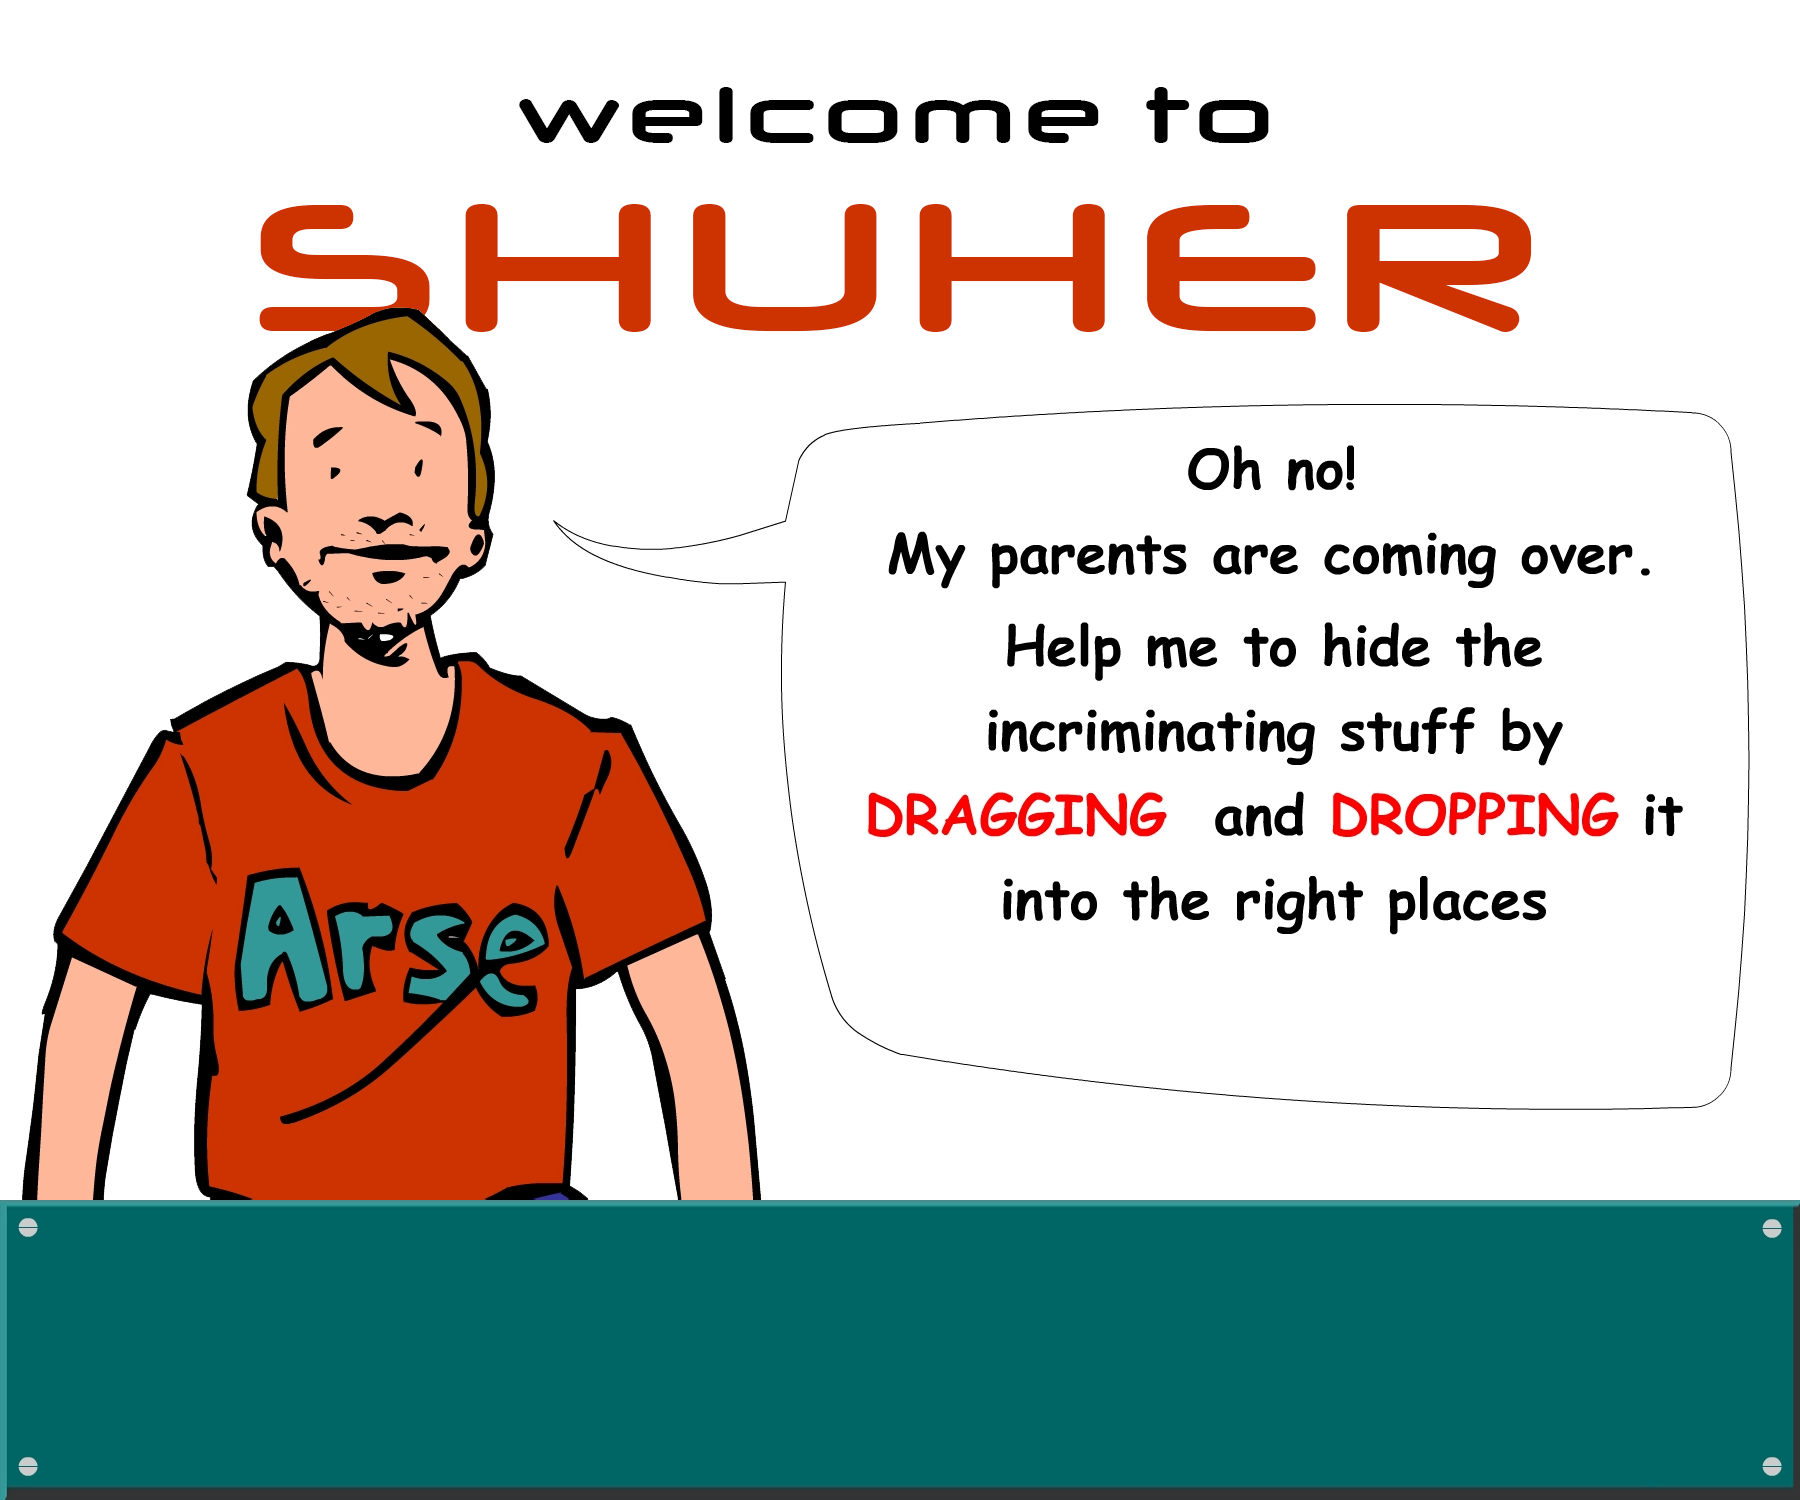 welcome to
SHUHER
Oh no!
My parents are coming over.
Help me to hide the
incriminating stuff by
DRAGGING and DROPPING it
into the right places
Arse